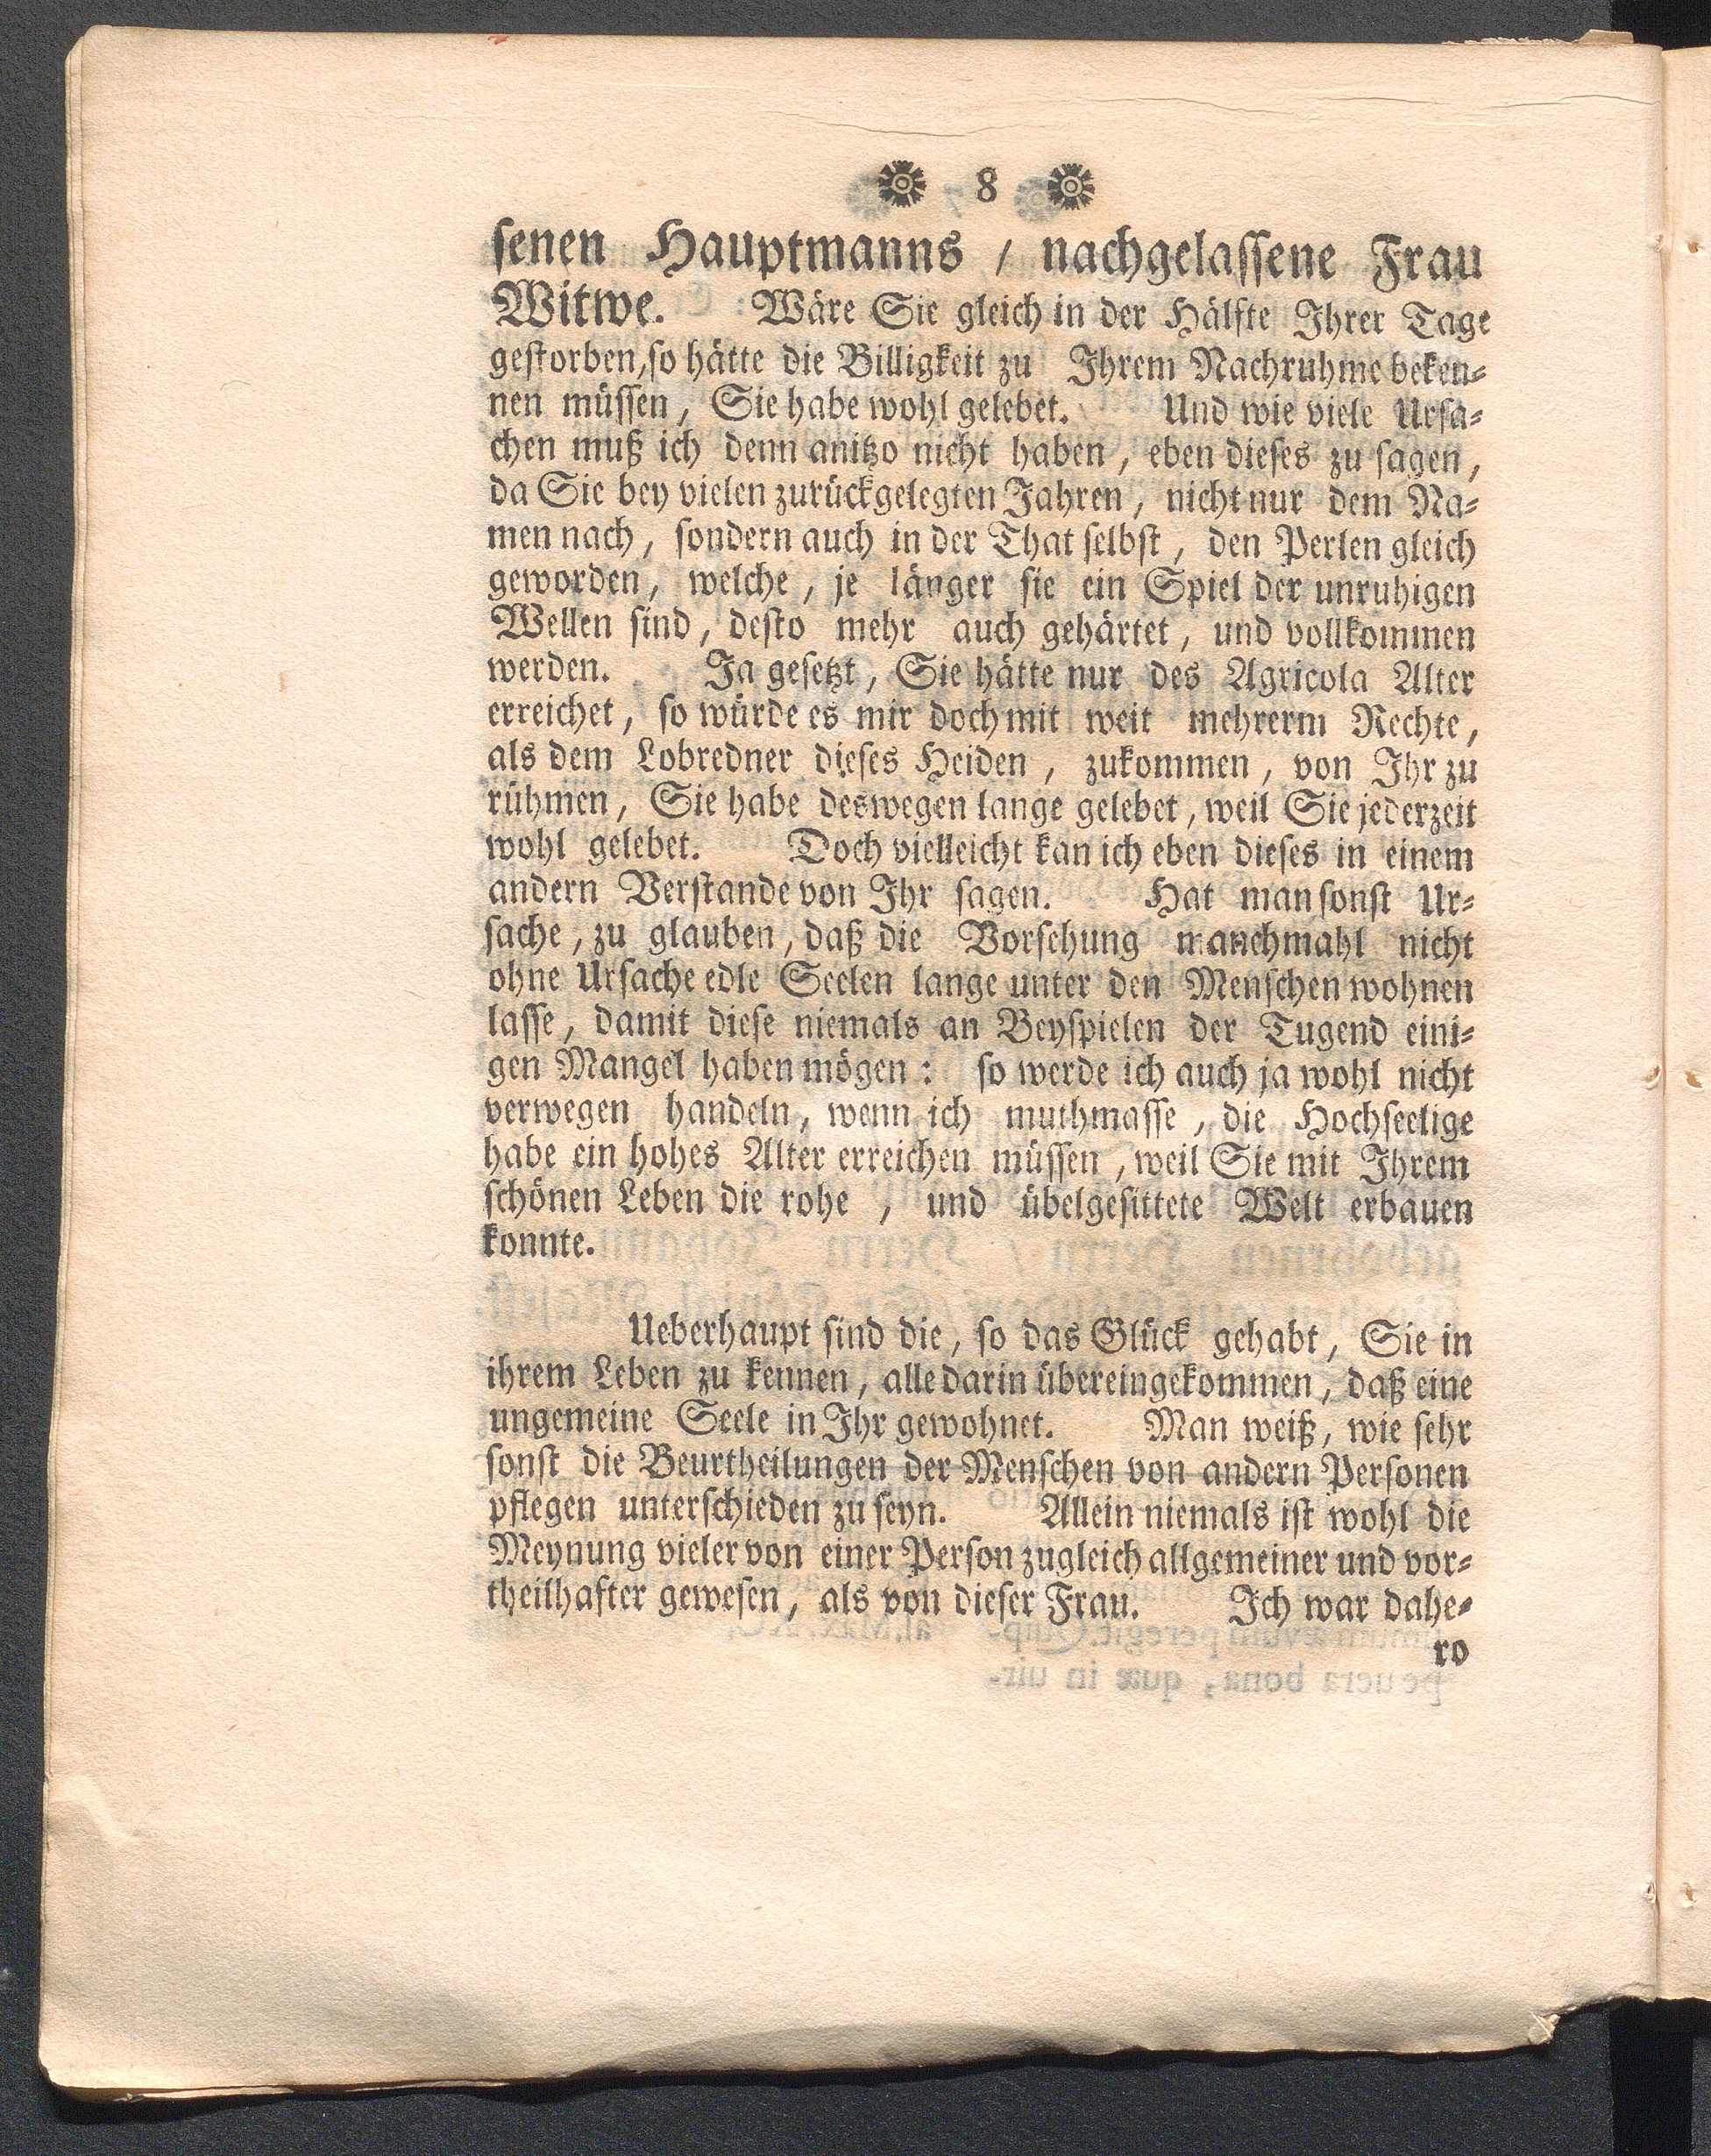 8
senen Hauptmanns / nachgelassene Frau
Witwe. Wäre Sie gleich in der Hälfte Ihrer Tage
gestorben, so hätte die Billigkeit zu Ihrem Nachruhme beken-
nen müssen, Sie habe wohl gelebet. Und wie viele Ursa-
chen muß ich denn anitzo nicht haben, eben dieses zu sagen,
da Sie bey vielen zurückgelegten Jahren, nicht nur dem Na-
men nach, sondern auch in der That selbst, den Perlen gleich
geworden, welche, je länger sie ein Spiel der unruhigen
Wellen sind, desto mehr auch gehärtet, und vollkommen
werden. Ja gesetzt, Sie hätte nur des Agricola Alter
erreichet, so würde es mir doch mit weit mehrerm Rechte,
als dem Lobredner dieses Heiden, zukommen, von Ihr zu
rühmen, Sie habe deswegen lange gelebet, weil Sie jederzeit
wohl gelebet. Doch vielleicht kan ich eben dieses in einem
andern Verstande von Ihr sagen. Hat man sonst Ur-
sache, zu glauben, daß die Vorsehung manchmahl nicht
ohne Ursache edle Seelen lange unter den Menschen wohnen
lasse, damit diese niemals an Beyspielen der Tugend eini-
gen Mangel haben mögen: so werde ich auch ja wohl nicht
verwegen handeln, wenn ich muthmasse, die Hochseelige
habe ein hohes Alter erreichen müssen, weil Sie mit Ihrem
schönen Leben die rohe, und übelgesittete Welt erbauen
konnte.
Ueberhaupt sind die, so das Glück gehabt, Sie in
ihrem Leben zu kennen, alle darin übereingekommen, daß eine
ungemeine Seele in Ihr gewohnet. Man weiß, wie sehr
sonst die Beurtheilungen der Menschen von andern Personen
pflegen unterschieden zu seyn. Allein niemals ist wohl die
Meynung vieler von einer Person zugleich allgemeiner und vor-
theilhafter gewesen, als von dieser Frau. Ich war dahe-
ro